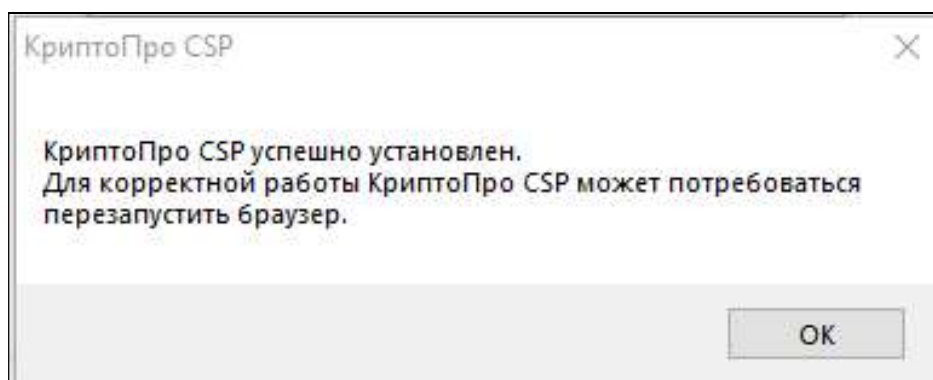 КриптоПро CSP
КриптоПро CSP успешно установлен.
Для корректной работы КриптоПро CSP может потребоваться
перезапустить браузер.
OK